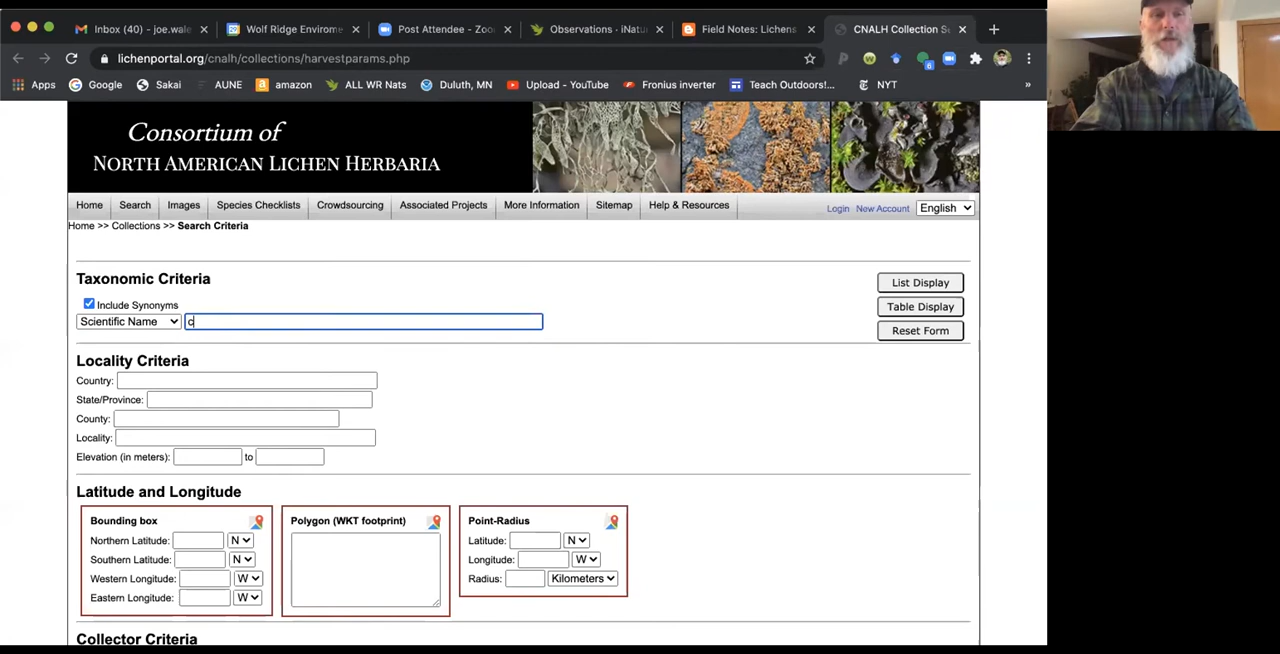 Inbox (40) - joe.wale
Wolf Ridge Envirome
Post Attendee - Zoo
Observations · iNatu
Field Notes: Lichens
CNALH Collection Se
lichenportal.org/cnalh/collections/harvestparams.php
6
Apps
Google
Sakai
AUNE
amazon
ALL WR Nats
Duluth, MN
Upload - YouTube
Fronius inverter
Teach Outdoors!...
NYT
»
Consortium of
NORTH AMERICAN LICHEN HERBARIA
Home
Search
Images
Species Checklists
Crowdsourcing
Associated Projects
More Information
Sitemap
Help & Resources
Login
New Account
English
Home >> Collections >> Search Criteria
Taxonomic Criteria
List Display
Include Synonyms
Table Display
Scientific Name
c
Reset Form
Locality Criteria
Country:
State/Province:
County:
Locality:
Elevation (in meters):
to
Latitude and Longitude
Bounding box
Northern Latitude:
N
Southern Latitude:
N
Western Longitude:
W
Eastern Longitude:
W
Polygon (WKT footprint)
Point-Radius
Latitude:
N
Longitude:
W
Radius:
Kilometers
Collector Criteria